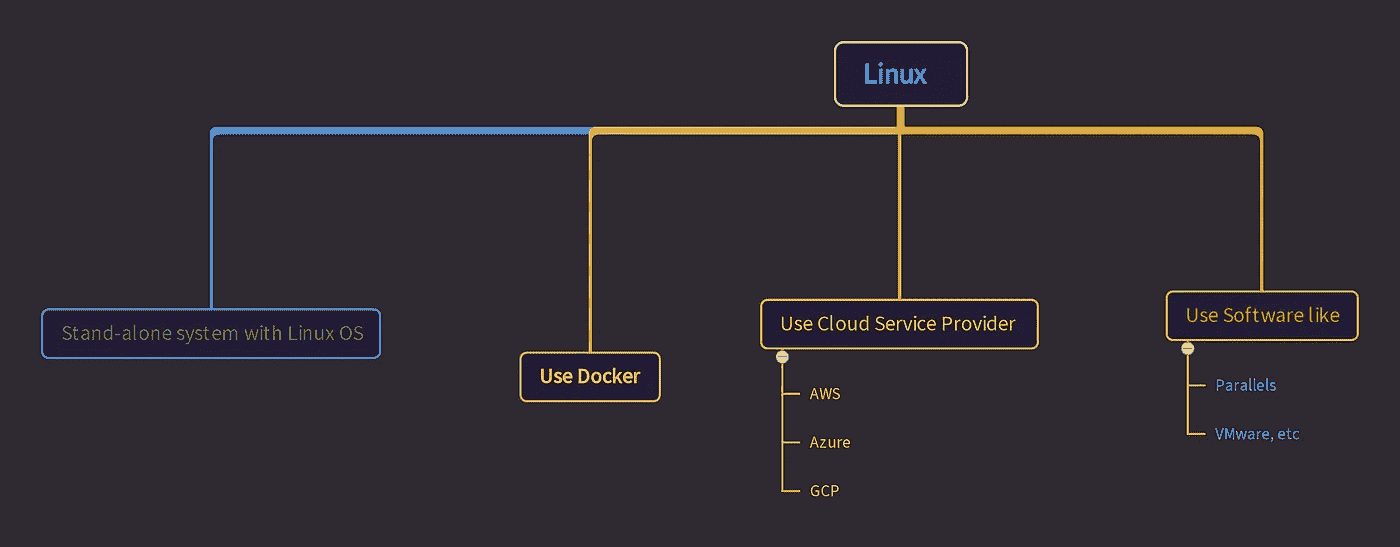 Linux
Stand-alone system with Linux OS
Use Docker
Use Cloud Service Provider
AWS
Azure
GCP
Use Software like
Parallels
VMware, etc